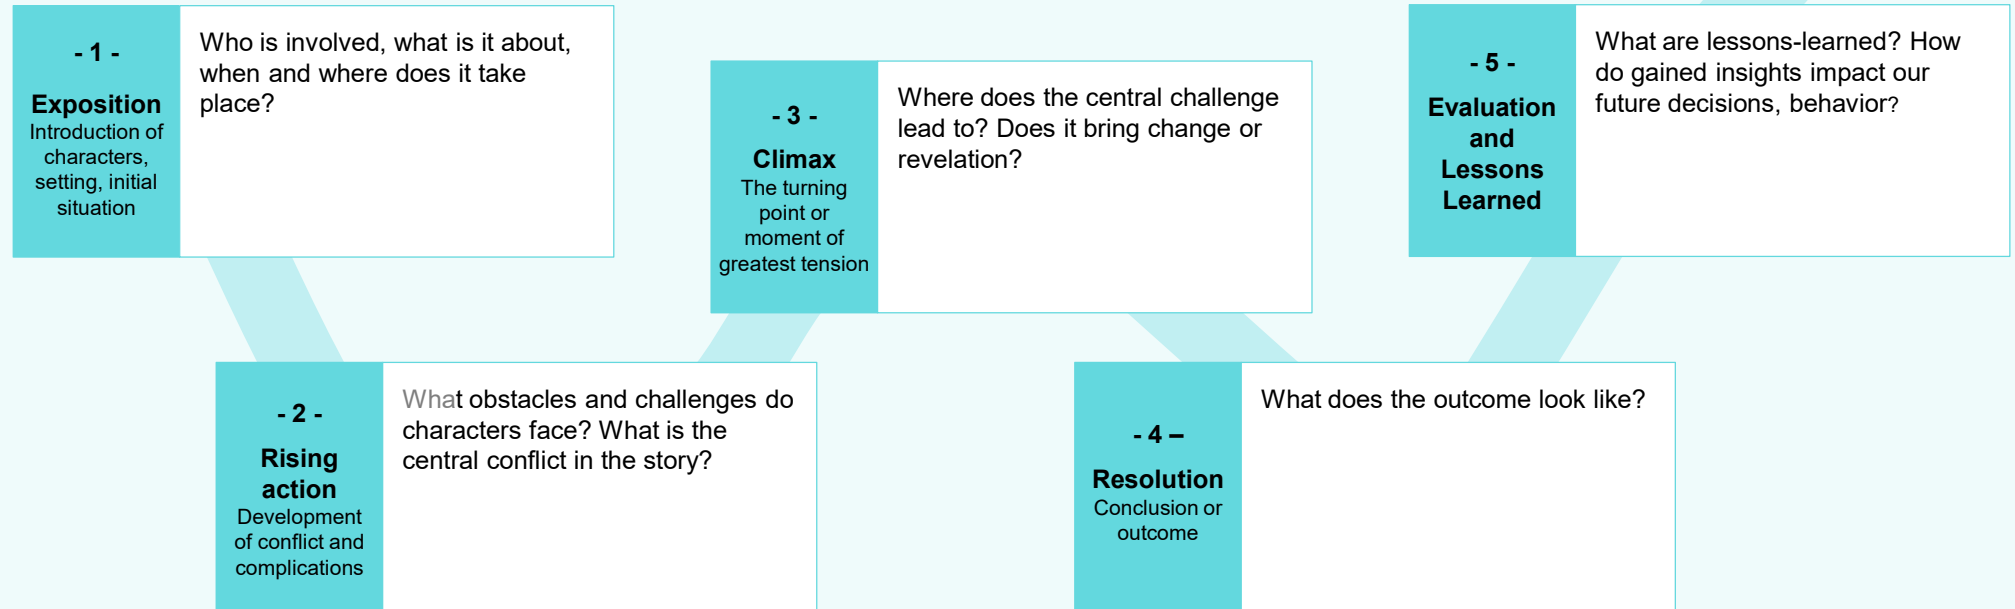 - 1 -
Exposition
Introduction of
characters,
setting, initial
situation
Who is involved, what is it about,
when and where does it take
place?
- 2 -
Rising
action
Development
of conflict and
complications
What obstacles and challenges do
characters face? What is the
central conflict in the story?
- 3 -
Climax
The turning
point or
moment of
greatest tension
Where does the central challenge
lead to? Does it bring change or
revelation?
- 4 –
Resolution
Conclusion or
outcome
What does the outcome look like?
- 5 -
Evaluation
and
Lessons
Learned
What are lessons-learned? How
do gained insights impact our
future decisions, behavior?